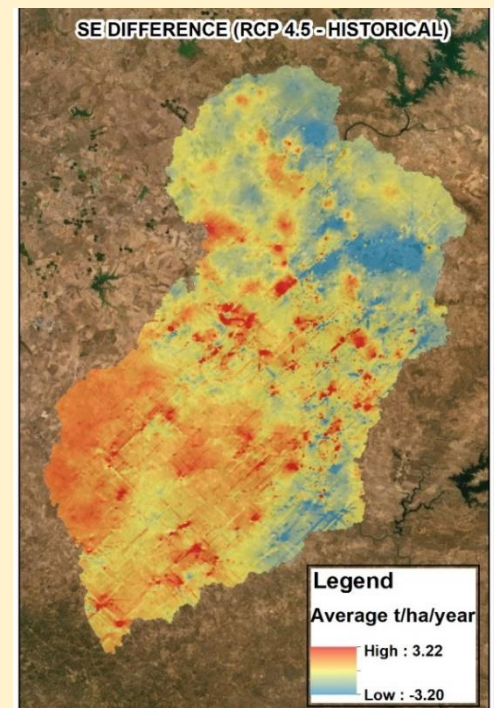 SE DIFFERENCE (RCP 4.5 - HISTORICAL)
Legend
Average t/ha/year
High : 3.22
Low : -3.20